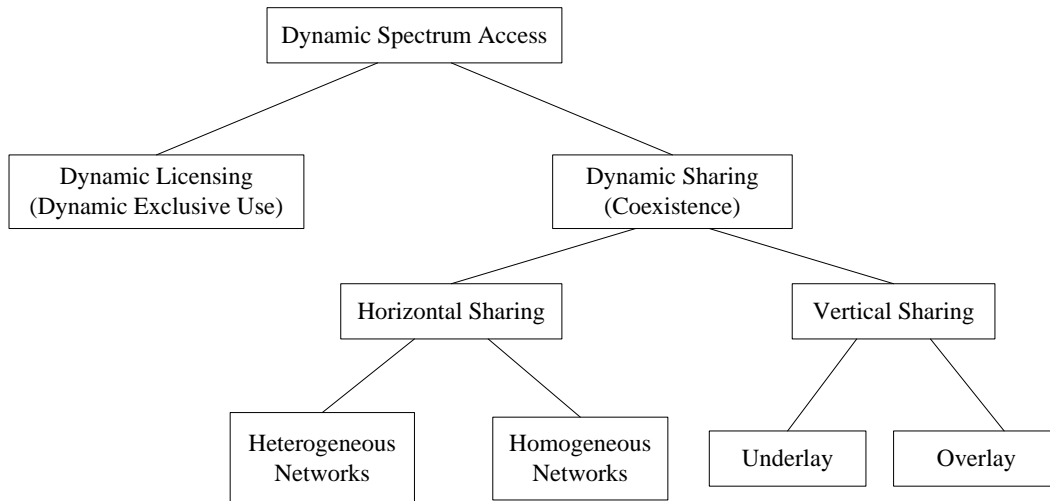 Dynamic Spectrum Access
Dynamic Licensing
(Dynamic Exclusive Use)
Dynamic Sharing
(Coexistence)
Horizontal Sharing
Vertical Sharing
Heterogeneous
Networks
Homogeneous
Networks
Underlay
Overlay